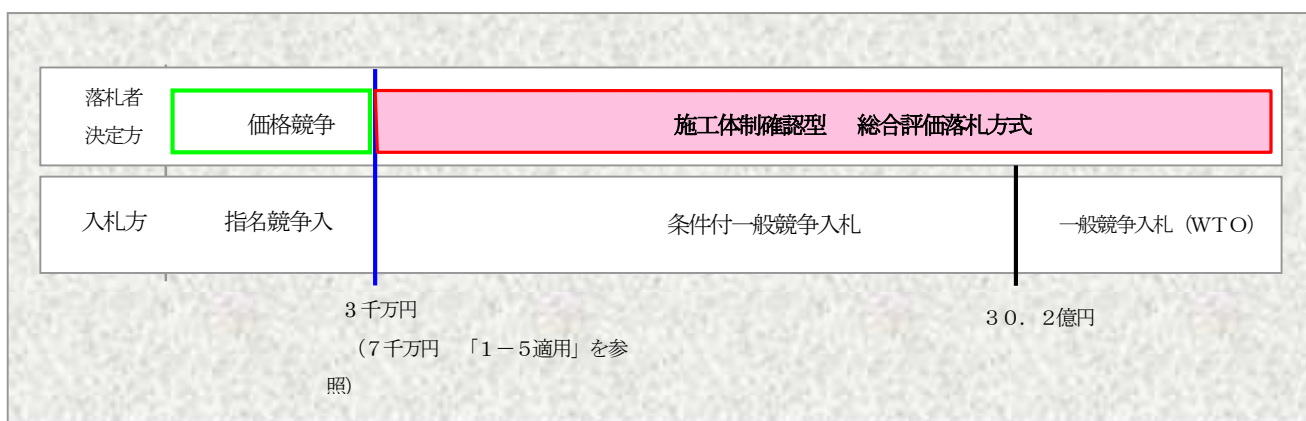 落札者
決定方
価格競争
施工体制確認型 総合評価落札方式
入札方
指名競争入
条件付一般競争入札
一般競争入札（WTO）
3千万円
（7千万円 「1－5適用」を参
照）
30．2億円